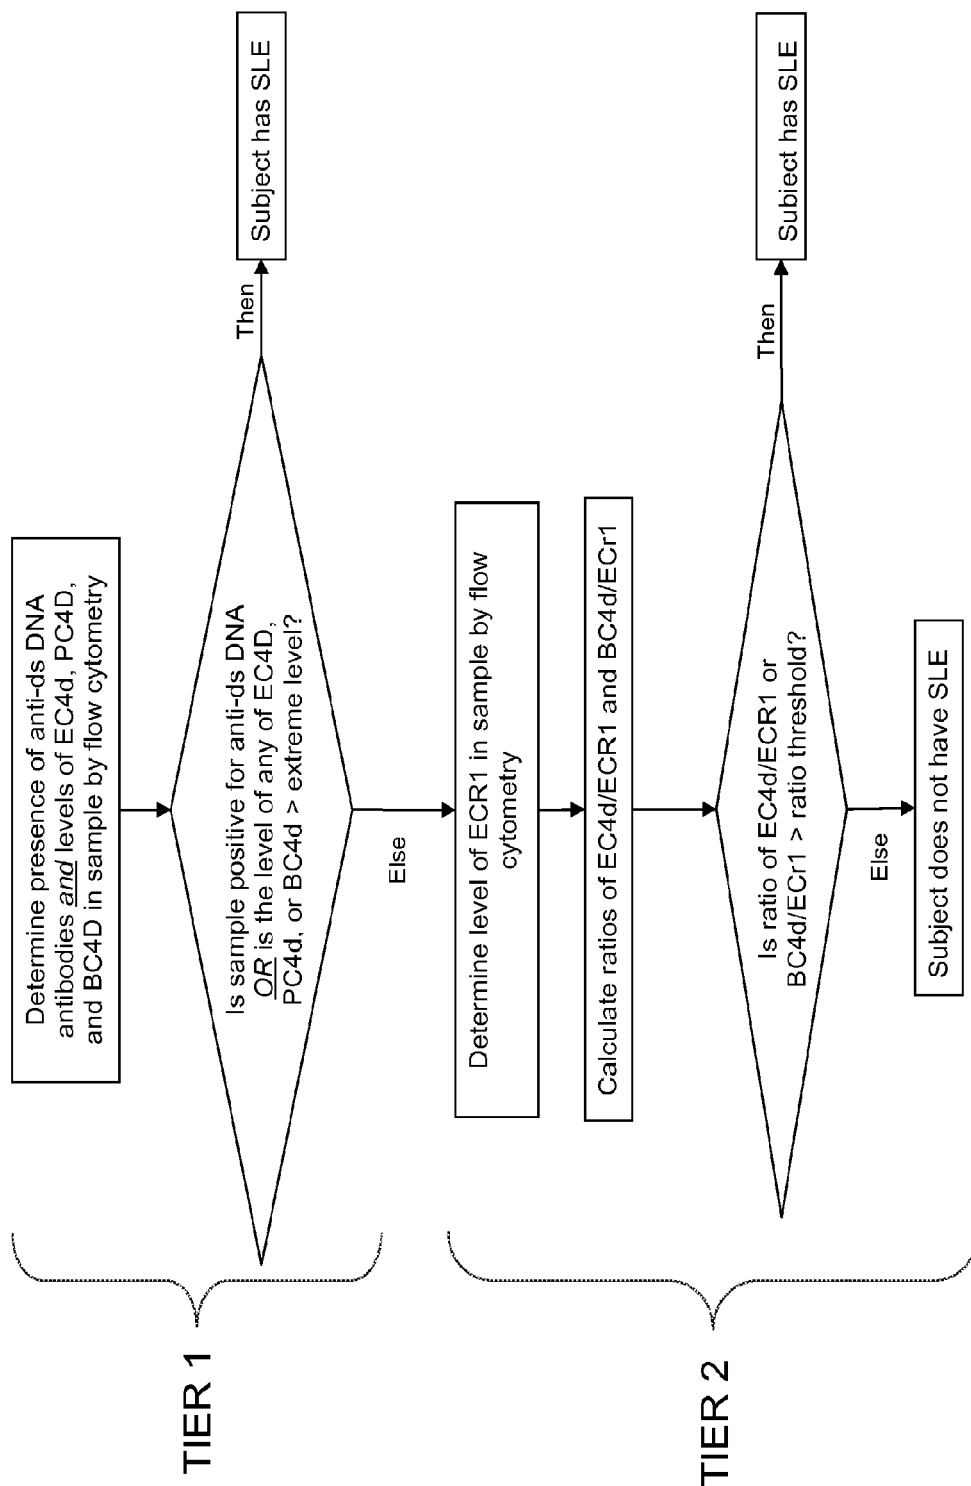 TIER 1
Determine presence of anti-ds DNA
antibodies and levels of EC4d, PC4D,
and BC4D in sample by flow cytometry
Is sample positive for anti-ds DNA
OR is the level of any of EC4D,
PC4d, or BC4d > extreme level?
Then
Subject has SLE
Else
TIER 2
Determine level of ECR1 in sample by flow
cytometry
Calculate ratios of EC4d/ECR1 and BC4d/ECr1
Is ratio of EC4d/ECR1 or
BC4d/ECr1 > ratio threshold?
Then
Subject has SLE
Else
Subject does not have SLE